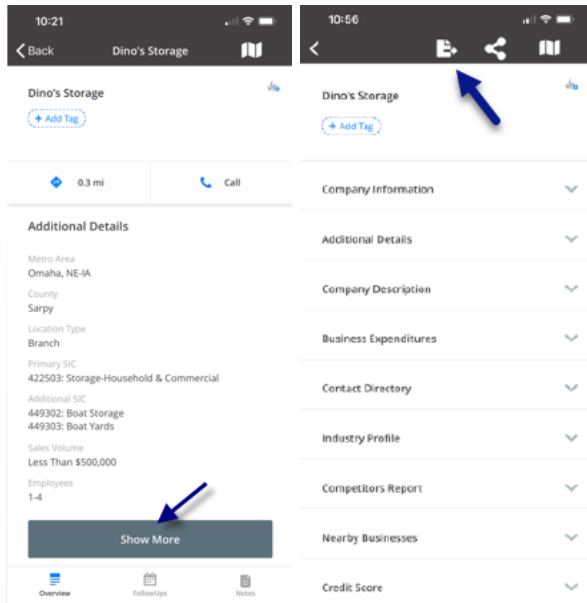 10:21
Back
Dino's Storage
Dino's Storage
+ Add Tag
0.3 mi
Call
Additional Details
Metro Area
Omaha, NE-IA
County
Sarpy
Location Type
Branch
Primary SIC
422503: Storage-Household & Commercial
Additional SIC
449302: Boat Storage
449303: Boat Yards
Sales Volume
Less Than $500,000
Employees
1-4
Show More
Overview
FollowUps
Notes
10:56
Dino's Storage
+ Add Tag
Company Information
Additional Details
Company Description
Business Expenditures
Contact Directory
Industry Profile
Competitors Report
Nearby Businesses
Credit Score